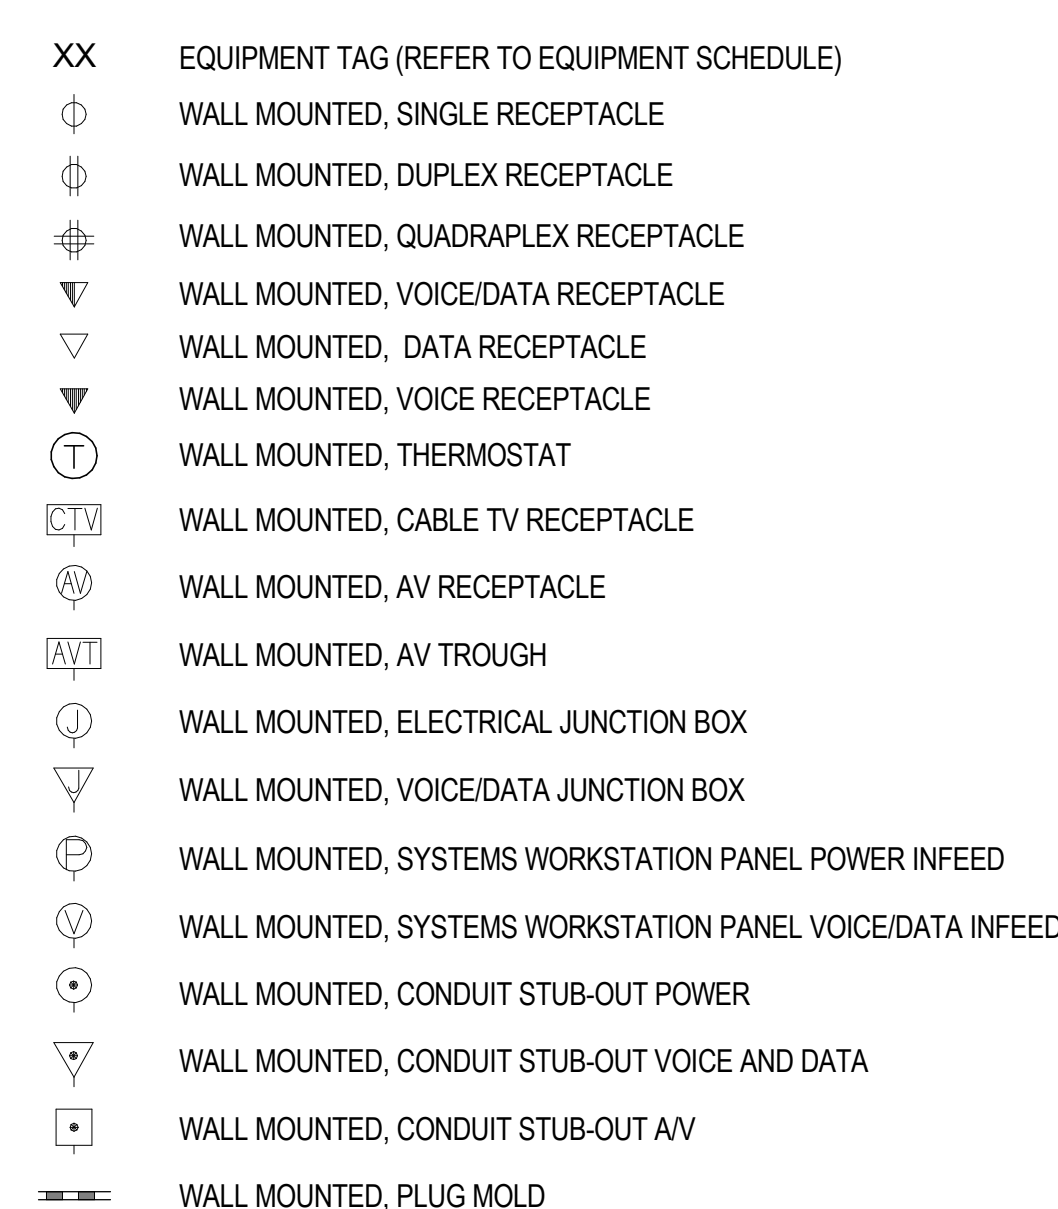 XX EQUIPMENT TAG (REFER TO EQUIPMENT SCHEDULE)
WALL MOUNTED, SINGLE RECEPTACLE
WALL MOUNTED, DUPLEX RECEPTACLE
WALL MOUNTED, QUADRAPLEX RECEPTACLE
WALL MOUNTED, VOICE/DATA RECEPTACLE
WALL MOUNTED, DATA RECEPTACLE
WALL MOUNTED, VOICE RECEPTACLE
T WALL MOUNTED, THERMOSTAT
CTV WALL MOUNTED, CABLE TV RECEPTACLE
AV WALL MOUNTED, AV RECEPTACLE
AVT WALL MOUNTED, AV TROUGH
J WALL MOUNTED, ELECTRICAL JUNCTION BOX
J WALL MOUNTED, VOICE/DATA JUNCTION BOX
P WALL MOUNTED, SYSTEMS WORKSTATION PANEL POWER INFEED
V WALL MOUNTED, SYSTEMS WORKSTATION PANEL VOICE/DATA INFEED
WALL MOUNTED, CONDUIT STUB-OUT POWER
WALL MOUNTED, CONDUIT STUB-OUT VOICE AND DATA
WALL MOUNTED, CONDUIT STUB-OUT A/V
WALL MOUNTED, PLUG MOLD